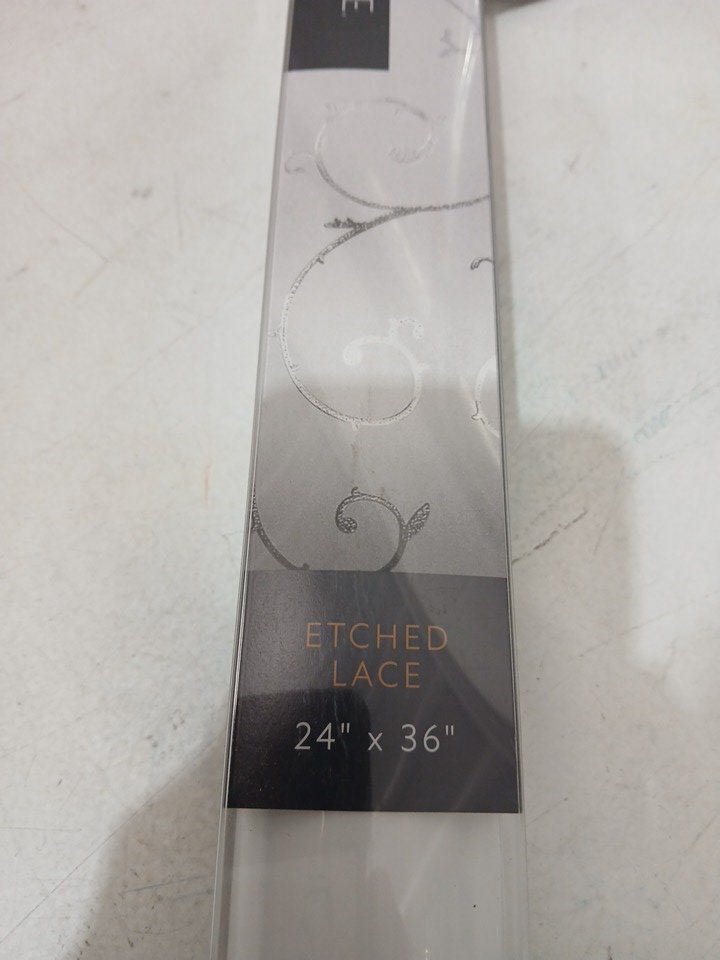 E
ETCHED
LACE
24" x 36"